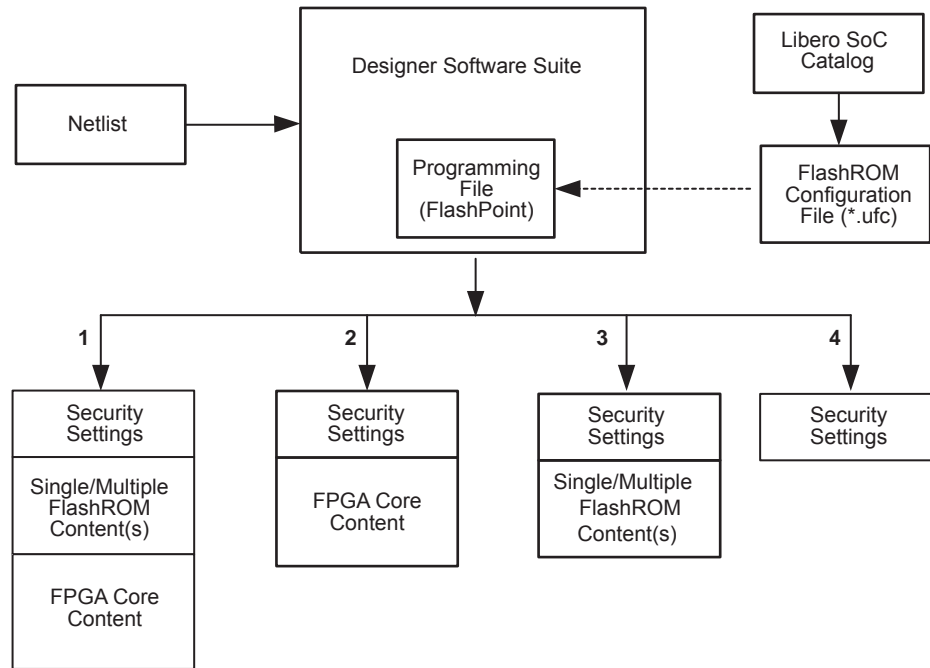 Designer Software Suite
Libero SoC
Catalog
Netlist
Programming
File
(FlashPoint)
FlashROM
Configuration
File (*.ufc)
1
2
3
4
Security
Settings
Single/Multiple
FlashROM
Content(s)
FPGA Core
Content
Security
Settings
FPGA Core
Content
Security
Settings
Single/Multiple
FlashROM
Content(s)
Security
Settings